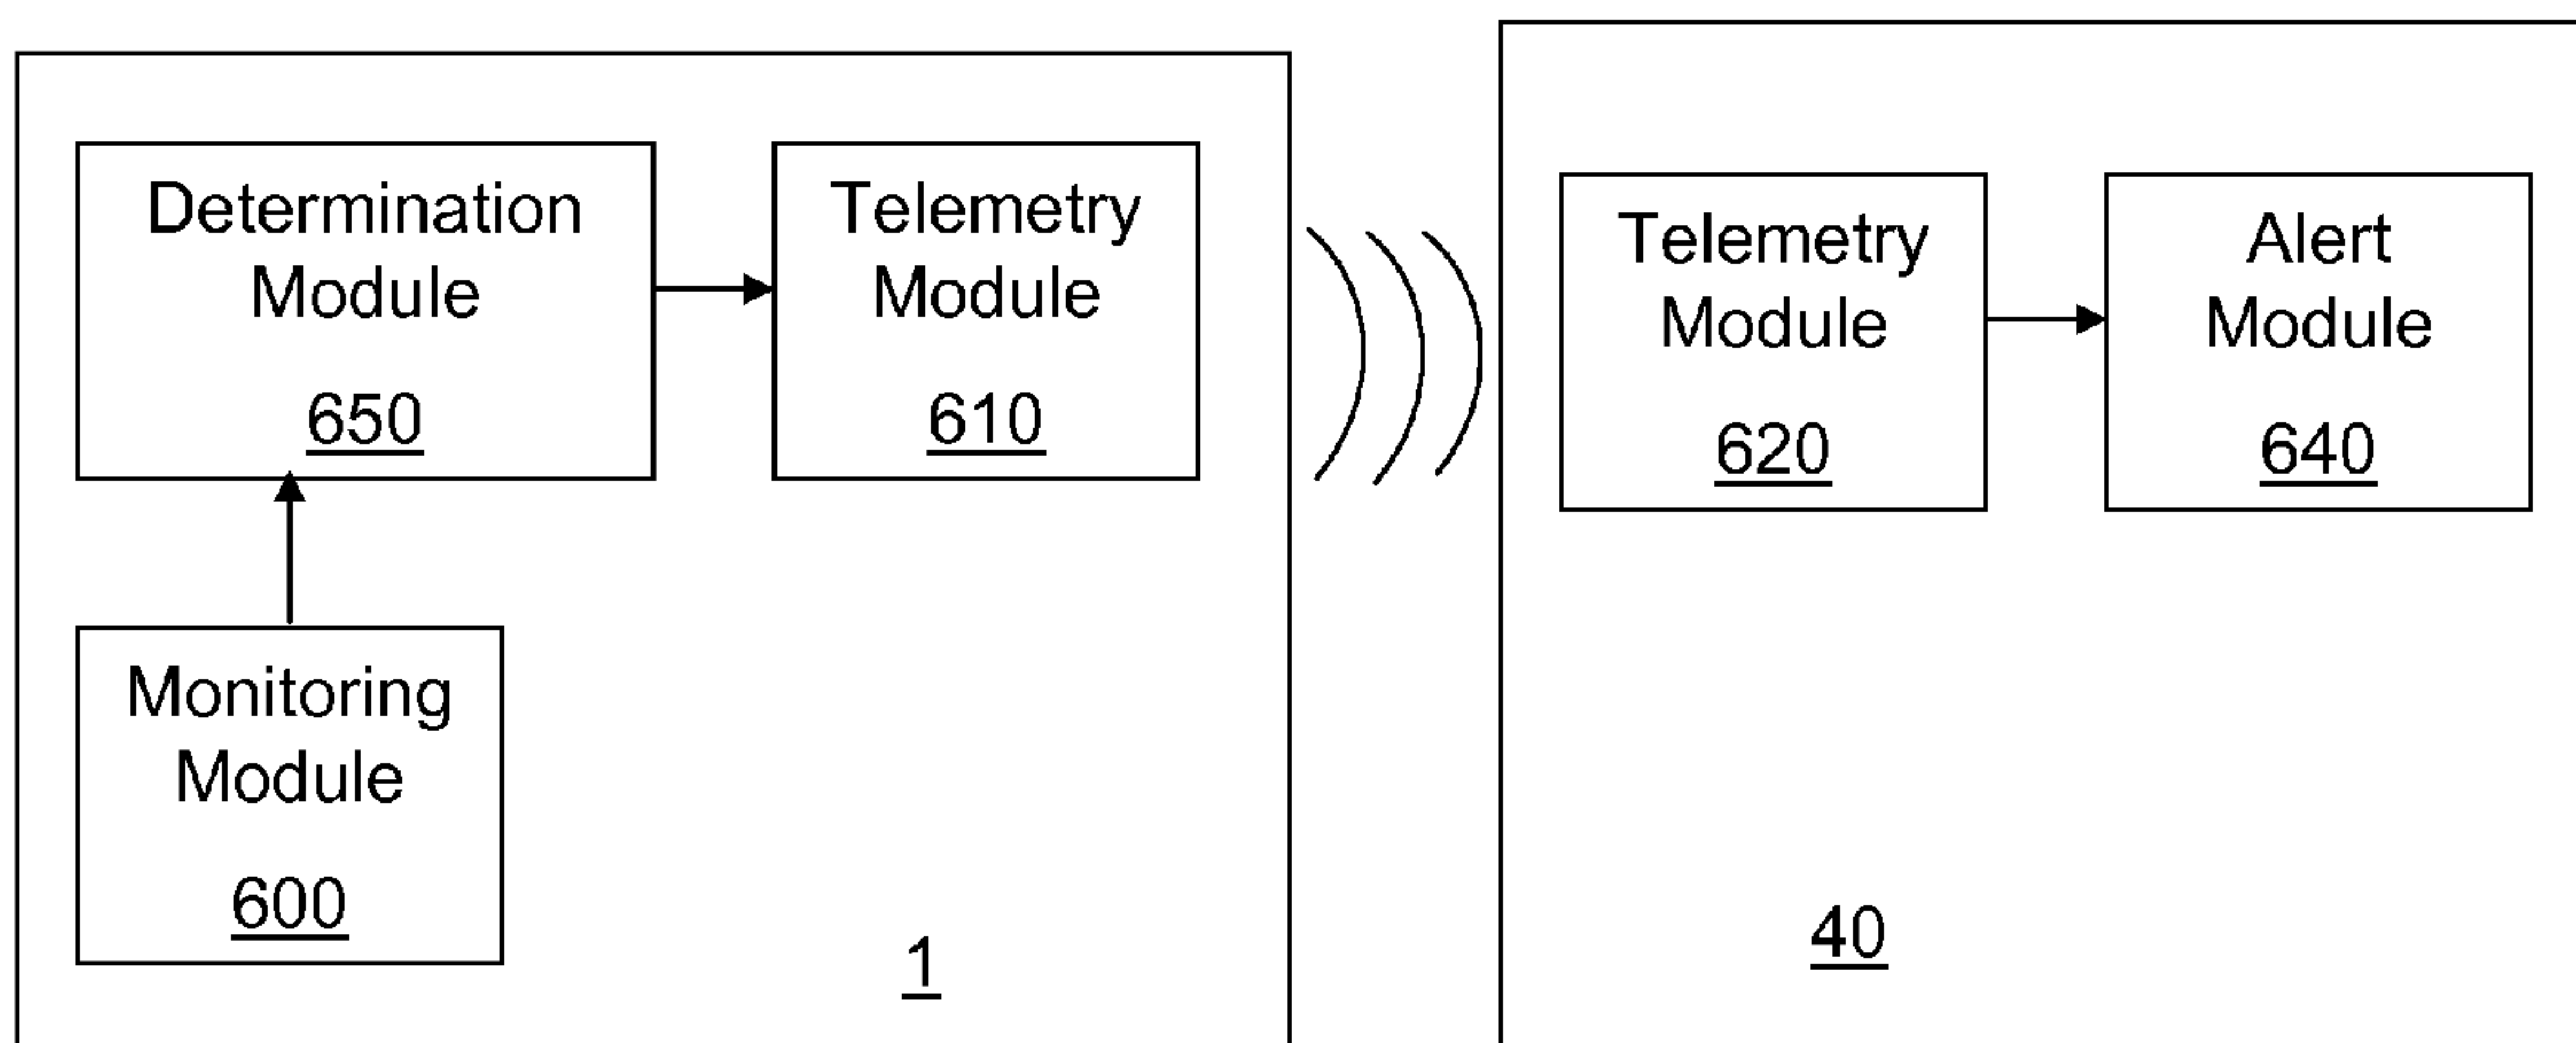 Determination
Module
650
Telemetry
Module
610
Monitoring
Module
600
1
Telemetry
Module
620
Alert
Module
640
40